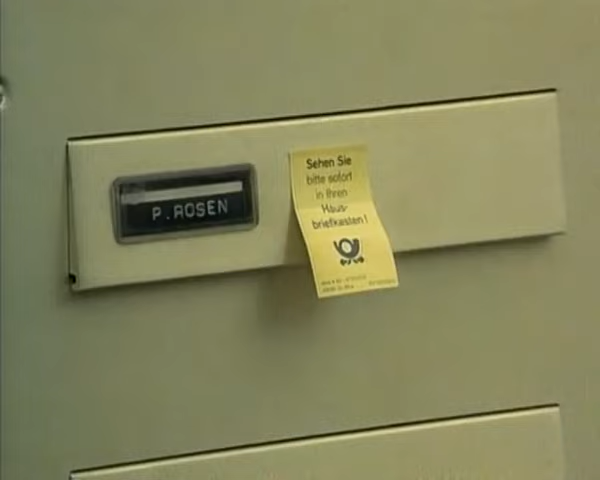 P. ROSEN
Sehen Sie
bitte sofort
in Ihren
Haus-
briefkasten!